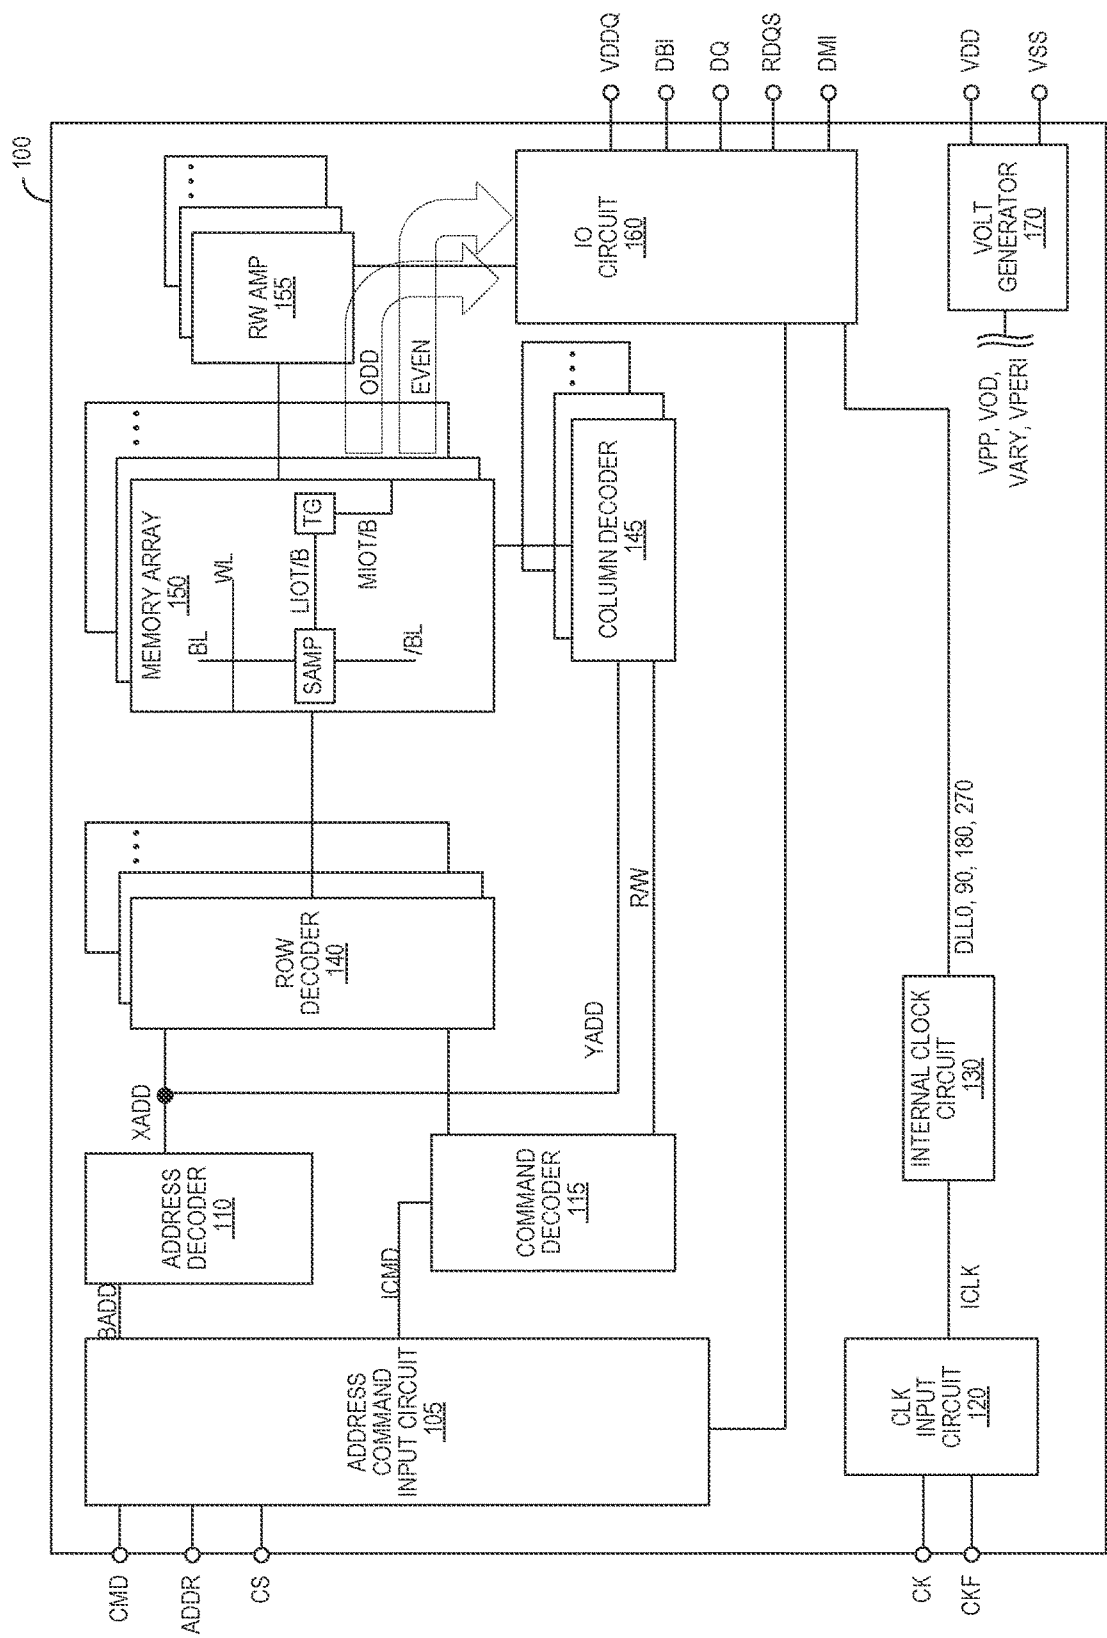 100
CMD
ADDR
CS
CK
CKF
ADDRESS
COMMAND
INPUT CIRCUIT
105
BADD
ICMD
ADDRESS
DECODER
110
XADD
COMMAND
DECODER
115
YADD
R/W
ROW
DECODER
140
MEMORY ARRAY
150
BL
WL
SAMP
/BL
LIOT/B
TG
MIOT/B
COLUMN DECODER
145
RW AMP
155
ODD
EVEN
IO
CIRCUIT
160
VDDQ
DBI
DQ
RDQS
DMI
CLK
INPUT
CIRCUIT
120
ICLK
INTERNAL CLOCK
CIRCUIT
130
DLL0, 90, 180, 270
VPP, VOD,
VARY, VPERI
VOLT
GENERATOR
170
VDD
VSS